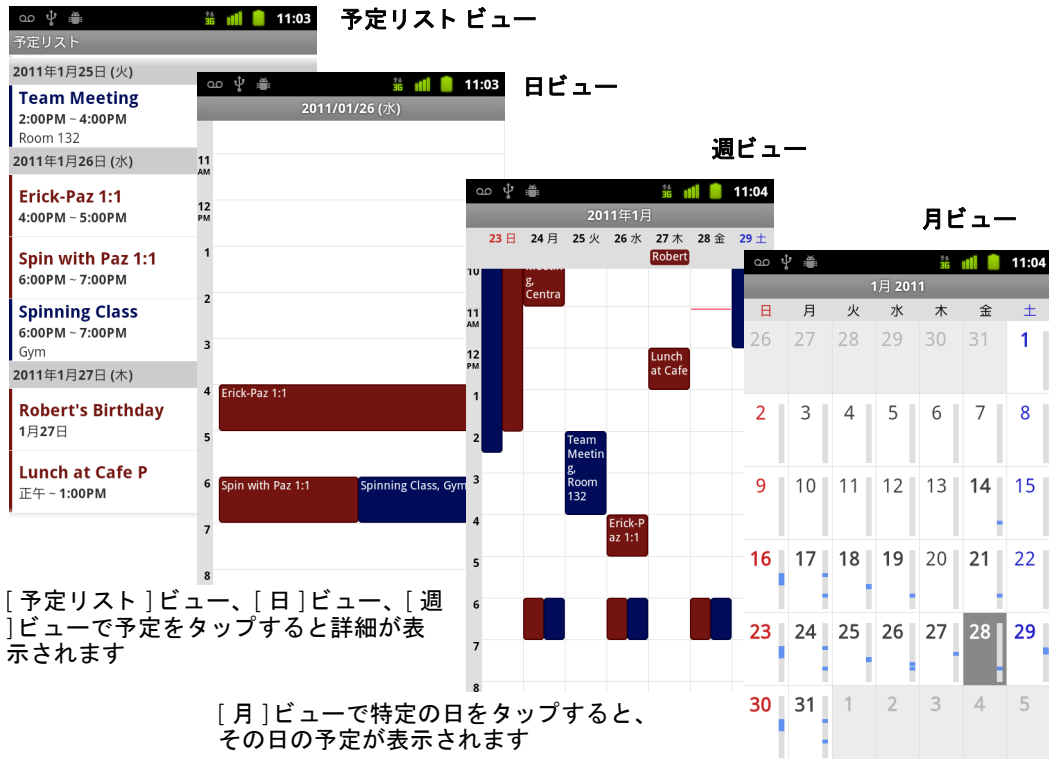 11:03
予定リスト ビュー
予定リスト
2011年1月25日 (火)
Team Meeting
2:00PM ~ 4:00PM
Room 132
2011年1月26日 (水)
Erick-Paz 1:1
4:00PM ~ 5:00PM
Spin with Paz 1:1
6:00PM ~ 7:00PM
Spinning Class
6:00PM ~ 7:00PM
Gym
2011年1月27日 (木)
Robert's Birthday
1月27日
Lunch at Cafe P
正午 ~ 1:00PM
日ビュー
3G 11:03
2011/01/26 (水)
11
AM
12
PM
1
2
3
4 Erick-Paz 1:1
5
6 Spin with Paz 1:1 Spinning Class, Gym
7
8
週ビュー
3G 11:04
2011年1月
23 日 24 月 25 火 26 水 27 木 28 金 29 土
Robert
10
g,
Centra
11
AM
12
PM
Lunch
at Cafe
1
2
Team
Meetin
g,
Room
132
3
4
Erick-P
az 1:1
5
6
7
8
月ビュー
3G 11:04
1月 2011
日 月 火 水 木 金 土
26 27 28 29 30 31 1
2 3 4 5 6 7 8
9 10 11 12 13 14 15
16 17 18 19 20 21 22
23 24 25 26 27 28 29
30 31 1 2 3 4 5
[ 予定リスト ]ビュー、[ 日 ]ビュー、[ 週
]ビューで予定をタップすると詳細が表
示されます
[ 月 ]ビューで特定の日をタップすると、
その日の予定が表示されます